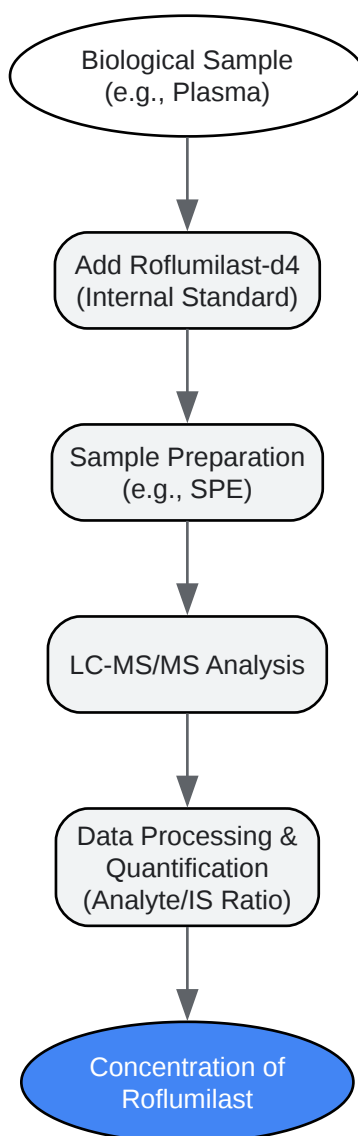 Biological Sample
(e.g., Plasma)
Add Roflumilast-d4
(Internal Standard)
Sample Preparation
(e.g., SPE)
LC-MS/MS Analysis
Data Processing &
Quantification
(Analyte/IS Ratio)
Concentration of
Roflumilast